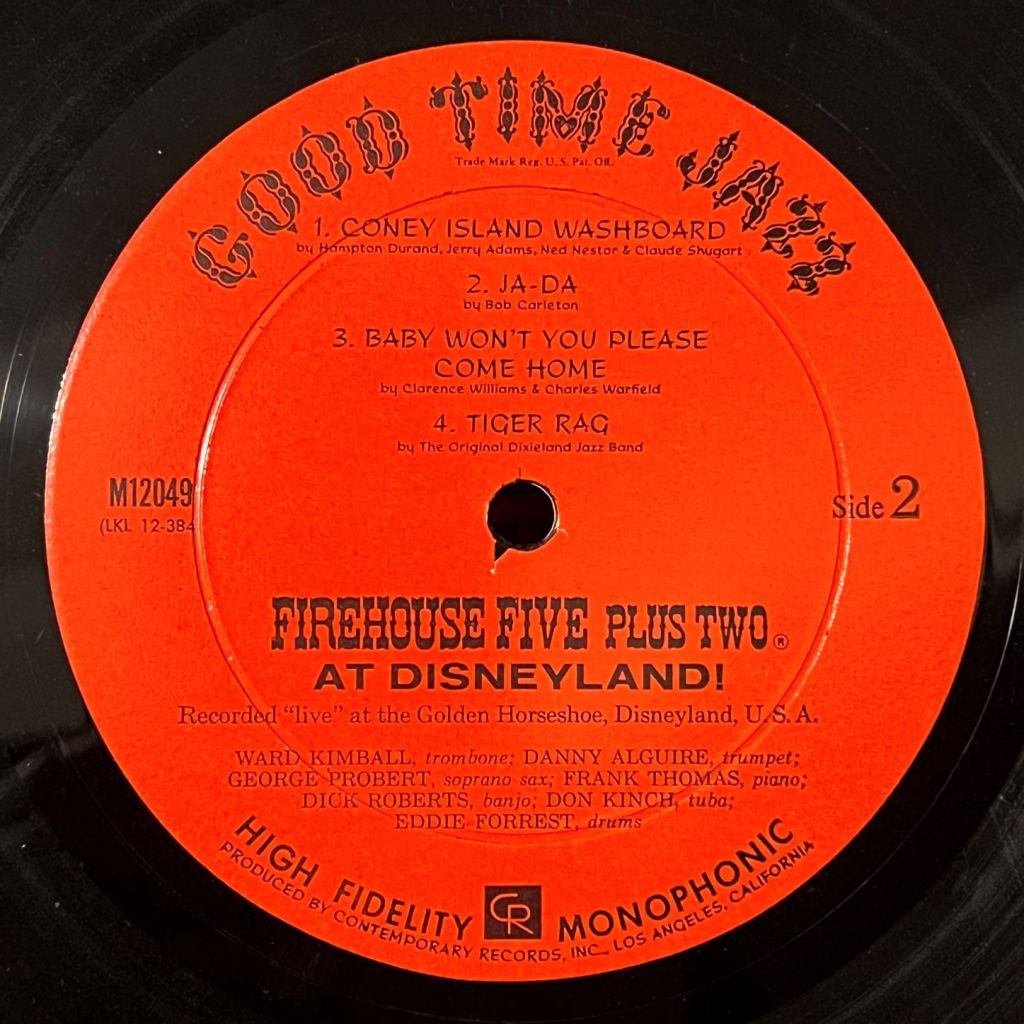 GOOD TIME JAZZ
Trade Mark Reg. U. S. Pat. Off.
1. CONEY ISLAND WASHBOARD
by Hampton Durand, Jerry Adams, Ned Nestor & Claude Shugart
2. JA-DA
by Bob Carleton
3. BABY WON'T YOU PLEASE
COME HOME
by Clarence Williams & Charles Warfield
4. TIGER RAG
by The Original Dixieland Jazz Band
M12049
(LKL 12-384
Side 2
FIREHOUSE FIVE PLUS TWO ®
AT DISNEYLAND!
Recorded "live" at the Golden Horseshoe, Disneyland, U. S. A.
WARD KIMBALL, trombone; DANNY ALGUIRE, trumpet;
GEORGE PROBERT, soprano sax; FRANK THOMAS, piano;
DICK ROBERTS, banjo; DON KINCH, tuba;
EDDIE FORREST, drums
HIGH FIDELITY CR MONOPHONIC
PRODUCED BY CONTEMPORARY RECORDS, INC., LOS ANGELES, CALIFORNIA